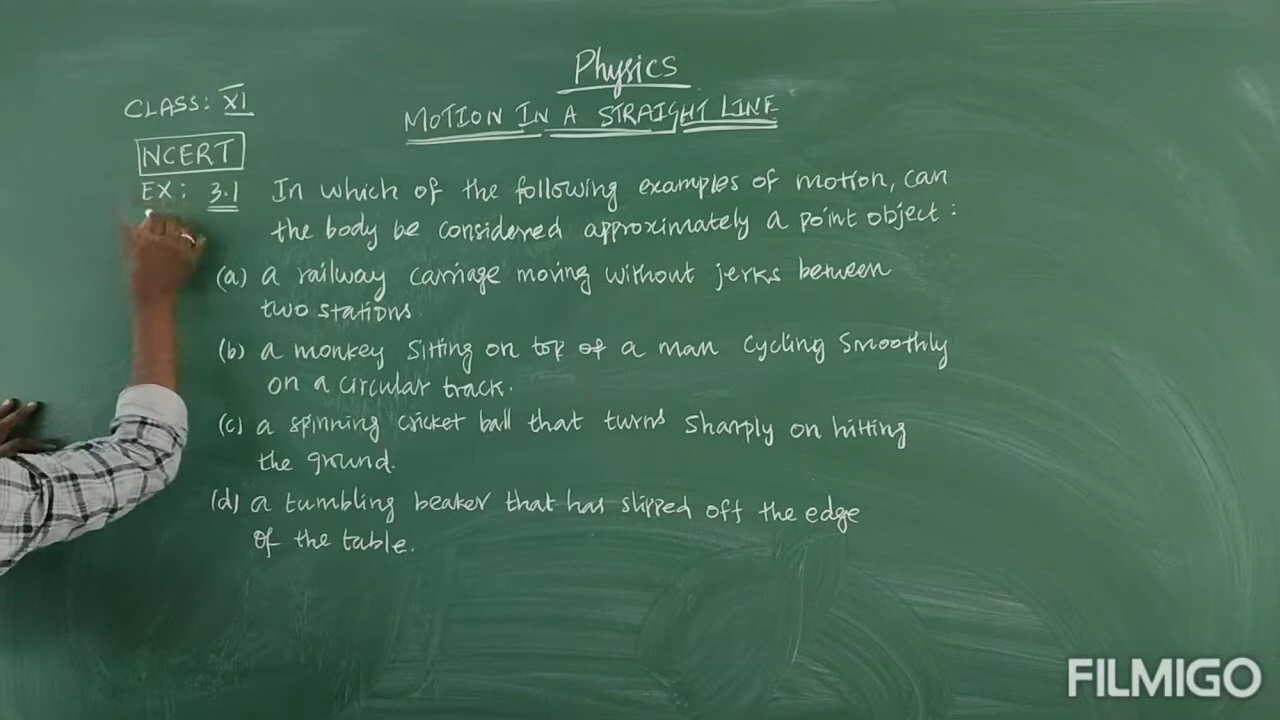 Physics
CLASS: XI
MOTION IN A STRAIGHT LINE
NCERT
EX: 3.1 In which of the following examples of motion, can
the body be considered approximately a point object:
(a) a railway carriage moving without jerks between
two stations.
(b) a monkey sitting on top of a man cycling smoothly
on a circular track.
(c) a spinning cricket ball that turns sharply on hitting
the ground.
(d) a tumbling beaker that has slipped off the edge
of the table.
FILMIGO